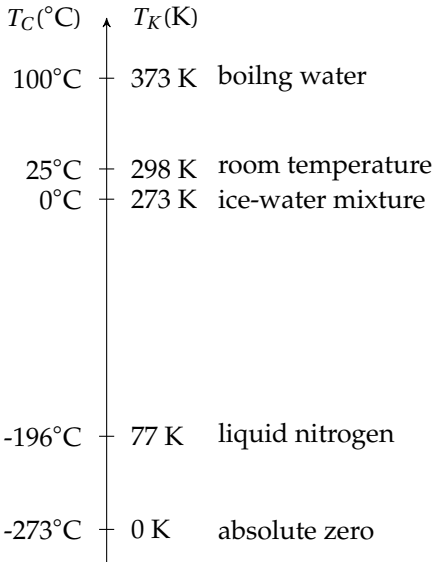 T_C(°C) T_K(K)
100°C 373 K boilng water
25°C 298 K room temperature
0°C 273 K ice-water mixture
-196°C 77 K liquid nitrogen
-273°C 0 K absolute zero